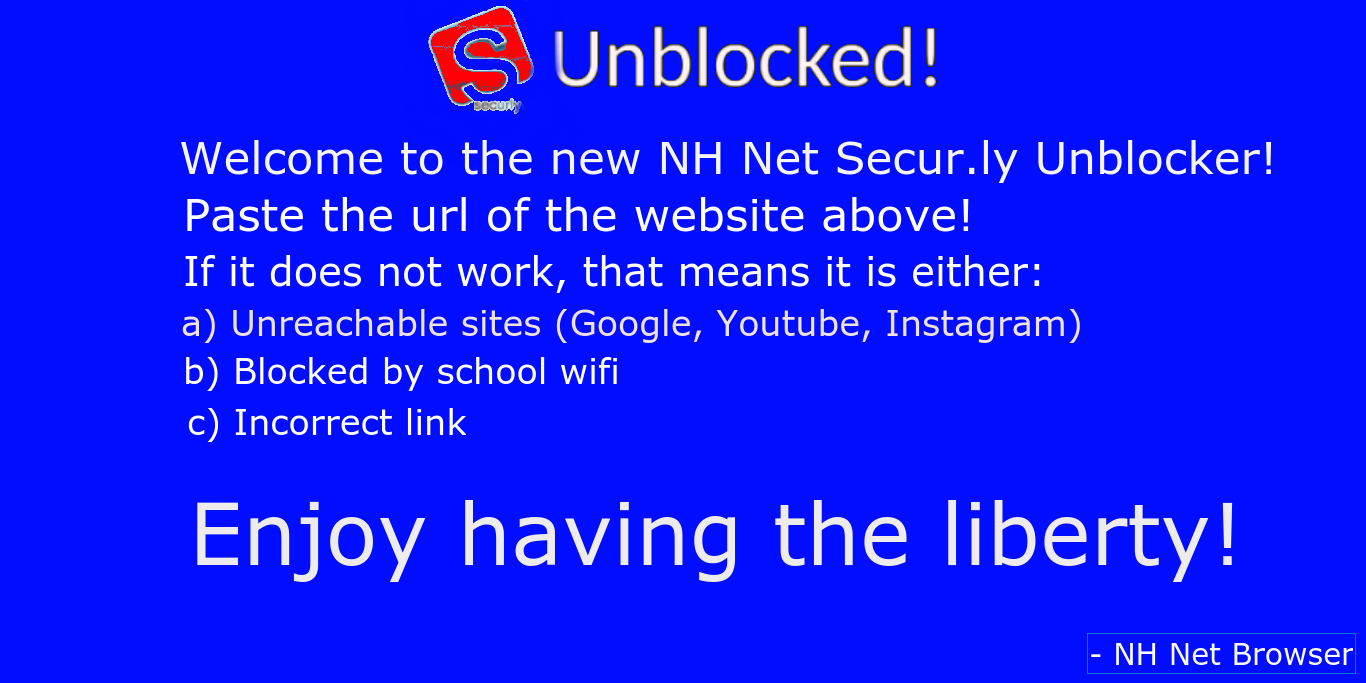 securly
Unblocked!
Welcome to the new NH Net Secur.ly Unblocker!
Paste the url of the website above!
If it does not work, that means it is either:
a) Unreachable sites (Google, Youtube, Instagram)
b) Blocked by school wifi
c) Incorrect link
Enjoy having the liberty!
- NH Net Browser